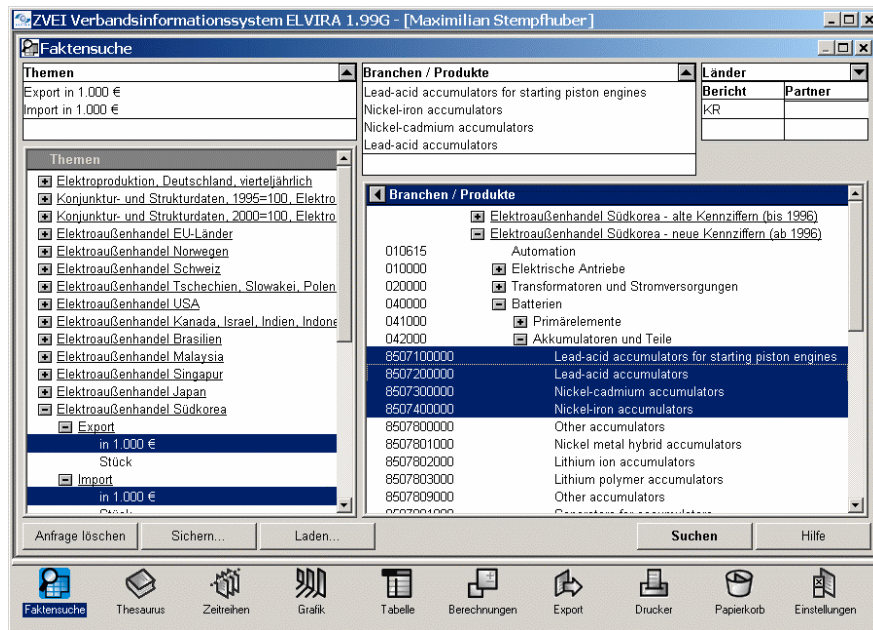 ZVEI Verbandsinformationssystem ELVIRA 1.99G - [Maximilian Stempfhuber]
Faktensuche
Themen
Export in 1.000 €
Import in 1.000 €
Branchen / Produkte
Lead-acid accumulators for starting piston engines
Nickel-iron accumulators
Nickel-cadmium accumulators
Lead-acid accumulators
Länder
Bericht Partner
KR
Themen
Elektroproduktion, Deutschland, vierteljährlich
Konjunktur- und Strukturdaten, 1995=100, Elektro
Konjunktur- und Strukturdaten, 2000=100, Elektro
Elektroaußenhandel EU-Länder
Elektroaußenhandel Norwegen
Elektroaußenhandel Schweiz
Elektroaußenhandel Tschechien, Slowakei, Polen
Elektroaußenhandel USA
Elektroaußenhandel Kanada, Israel, Indien, Indone
Elektroaußenhandel Brasilien
Elektroaußenhandel Malaysia
Elektroaußenhandel Singapur
Elektroaußenhandel Japan
Elektroaußenhandel Südkorea
Export
in 1.000 €
Stück
Import
in 1.000 €
Stück
Branchen / Produkte
Elektroaußenhandel Südkorea - alte Kennziffern (bis 1996)
Elektroaußenhandel Südkorea - neue Kennziffern (ab 1996)
010615 Automation
010000 Elektrische Antriebe
020000 Transformatoren und Stromversorgungen
040000 Batterien
041000 Primärelemente
042000 Akkumulatoren und Teile
8507100000 Lead-acid accumulators for starting piston engines
8507200000 Lead-acid accumulators
8507300000 Nickel-cadmium accumulators
8507400000 Nickel-iron accumulators
8507800000 Other accumulators
8507801000 Nickel metal hybrid accumulators
8507802000 Lithium ion accumulators
8507803000 Lithium polymer accumulators
8507809000 Other accumulators
Anfrage löschen Sichern... Laden... Suchen Hilfe
Faktensuche Thesaurus Zeitreihen Grafik Tabelle Berechnungen Export Drucker Papierkorb Einstellungen